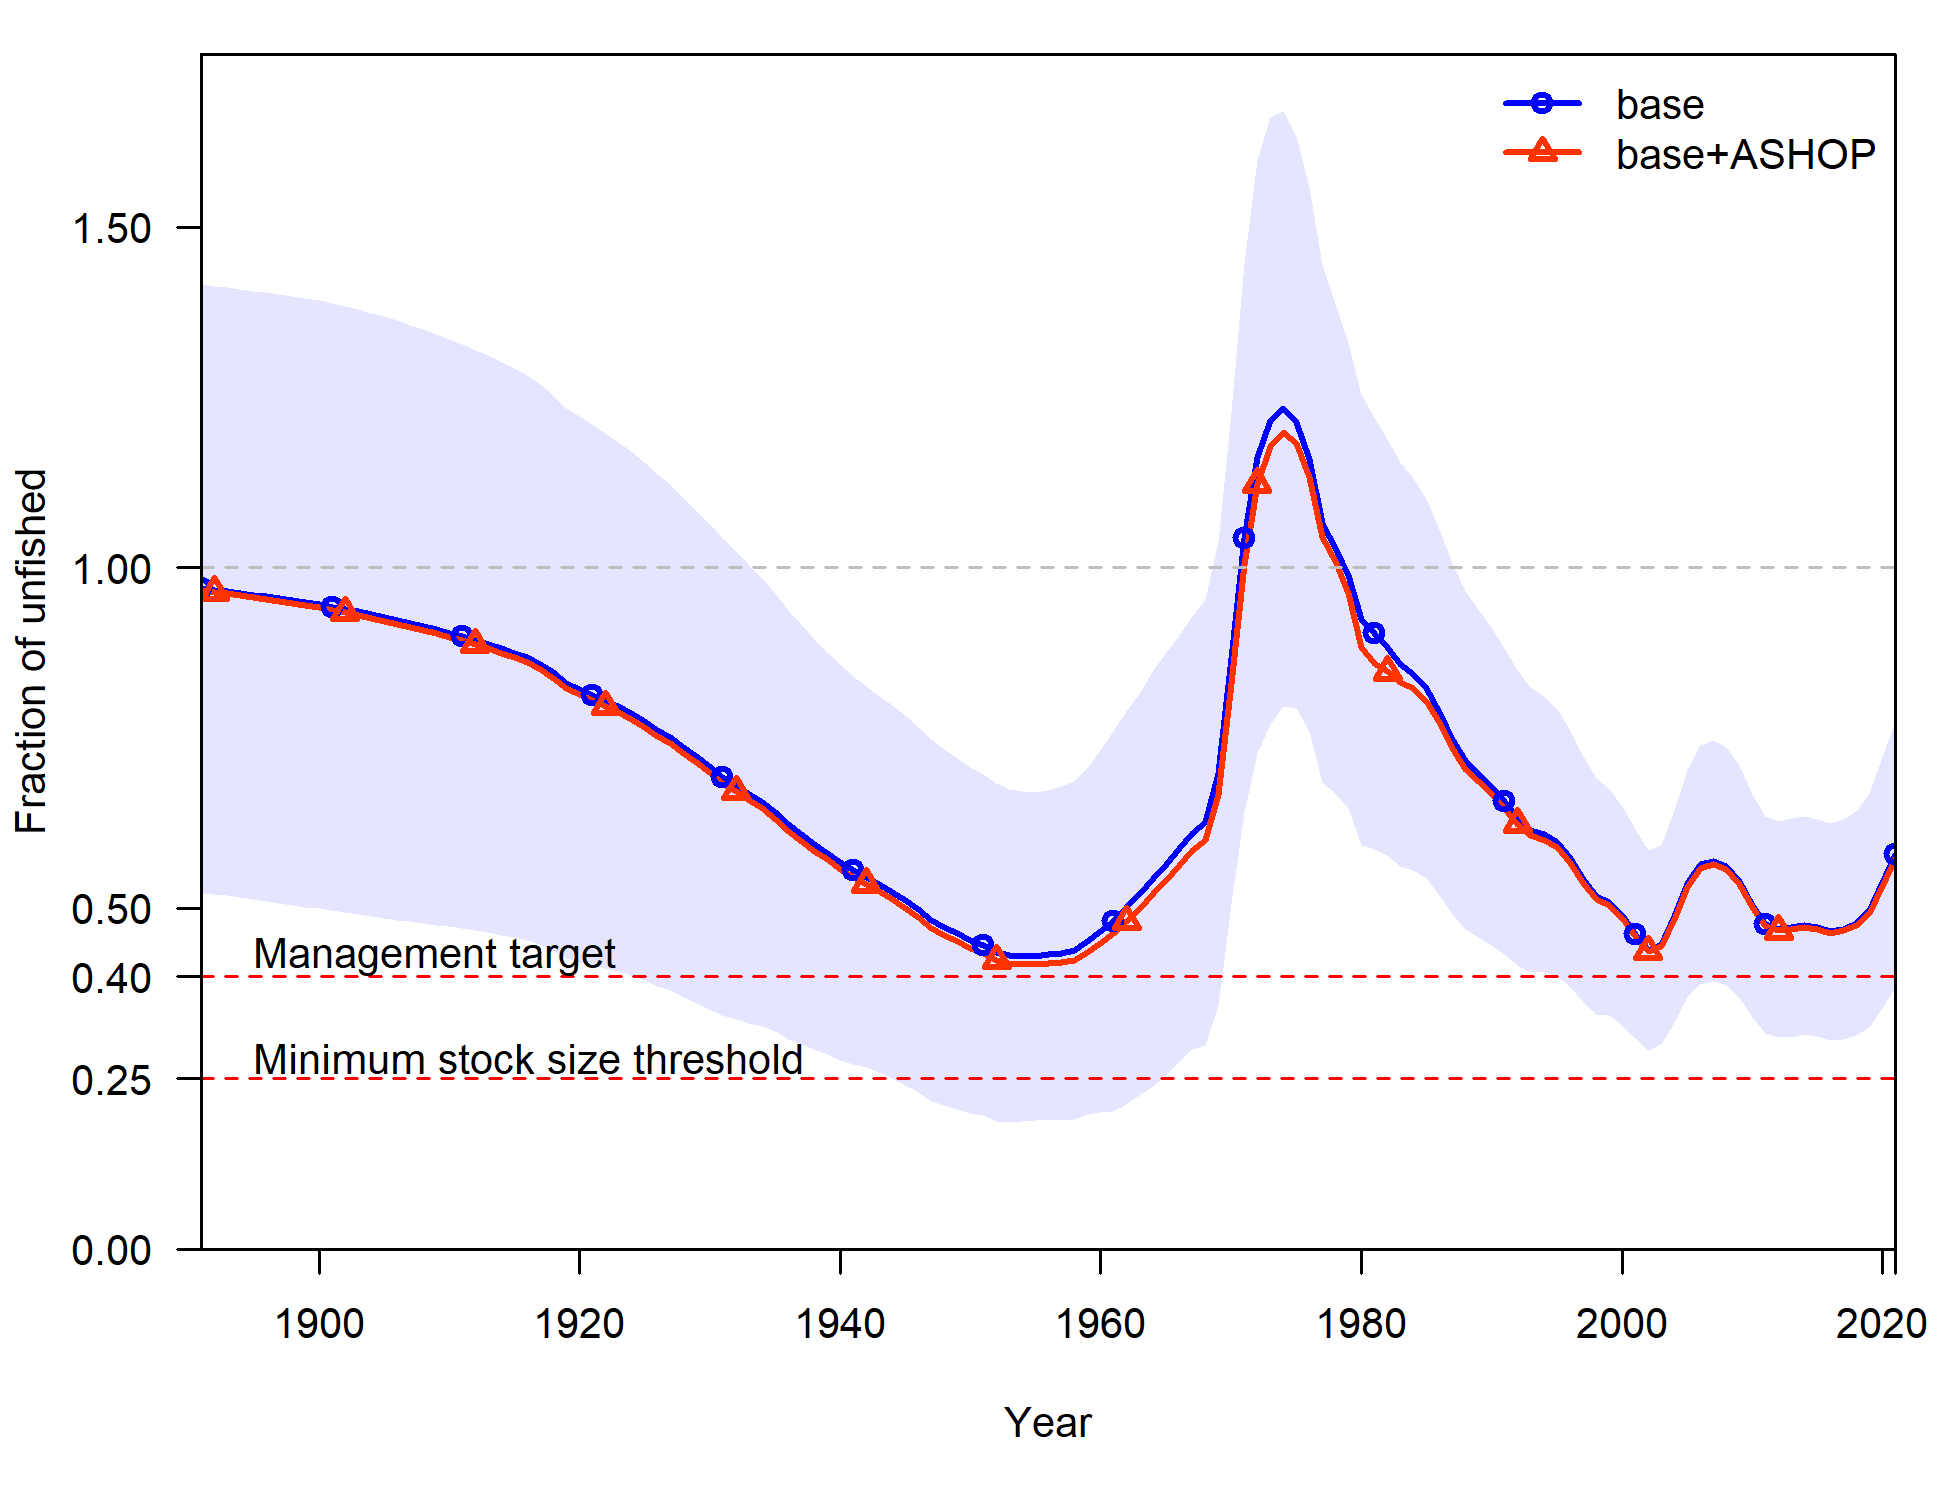 base
base+ASHOP
Fraction of unfished
1.50
1.00
0.50
0.40
0.25
0.00
Management target
Minimum stock size threshold
1900 1920 1940 1960 1980 2000 2020
Year